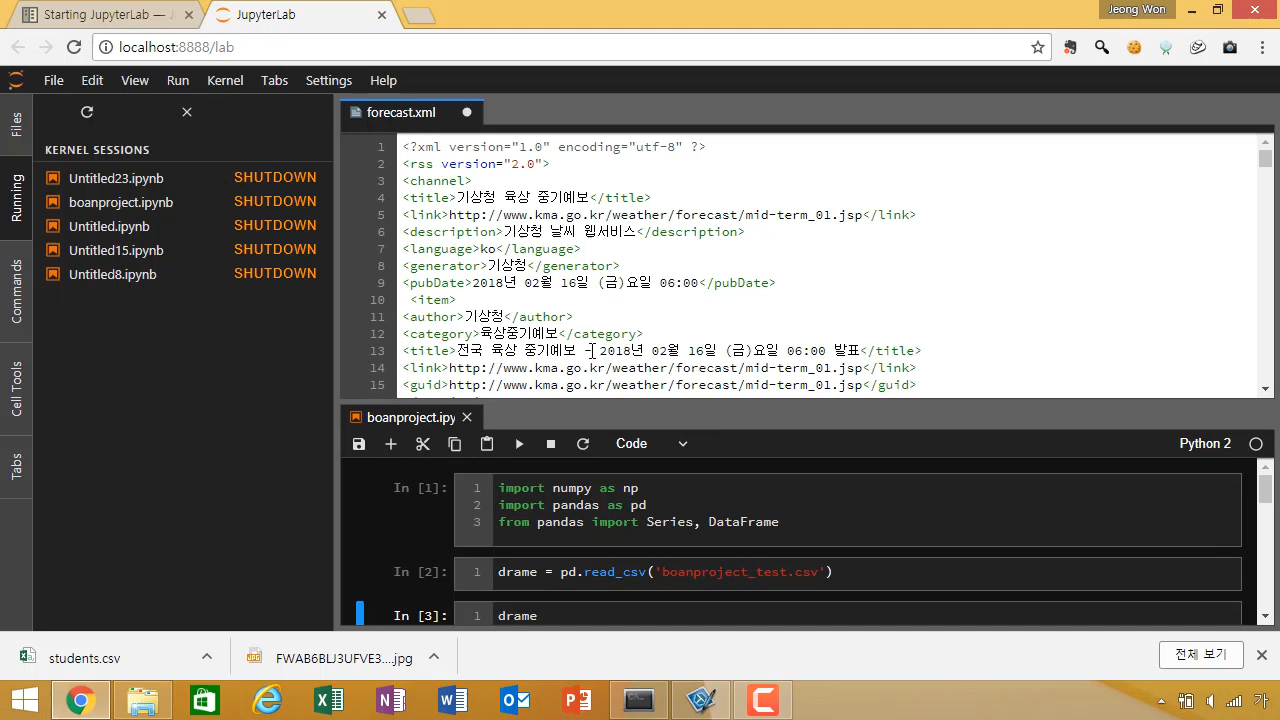 Starting JupyterLab —
JupyterLab
Jeong Won
localhost:8888/lab
File Edit View Run Kernel Tabs Settings Help
Files
Running
Commands
Cell Tools
Tabs
KERNEL SESSIONS
Untitled23.ipynb SHUTDOWN
boanproject.ipynb SHUTDOWN
Untitled.ipynb SHUTDOWN
Untitled15.ipynb SHUTDOWN
Untitled8.ipynb SHUTDOWN
forecast.xml
1 <?xml version="1.0" encoding="utf-8" ?>
2 <rss version="2.0">
3 <channel>
4 <title>기상청 육상 중기예보</title>
5 <link>http://www.kma.go.kr/weather/forecast/mid-term_01.jsp</link>
6 <description>기상청 날씨 웹서비스</description>
7 <language>ko</language>
8 <generator>기상청</generator>
9 <pubDate>2018년 02월 16일 (금)요일 06:00</pubDate>
10 <item>
11 <author>기상청</author>
12 <category>육상중기예보</category>
13 <title>전국 육상 중기예보 - 2018년 02월 16일 (금)요일 06:00 발표</title>
14 <link>http://www.kma.go.kr/weather/forecast/mid-term_01.jsp</link>
15 <guid>http://www.kma.go.kr/weather/forecast/mid-term_01.jsp</guid>
boanproject.ipy
Code
Python 2
In [1]: 1 import numpy as np
2 import pandas as pd
3 from pandas import Series, DataFrame
In [2]: 1 drame = pd.read_csv('boanproject_test.csv')
In [3]: 1 drame
students.csv
FWAB6BLJ3UFVE3....jpg
전체 보기
가